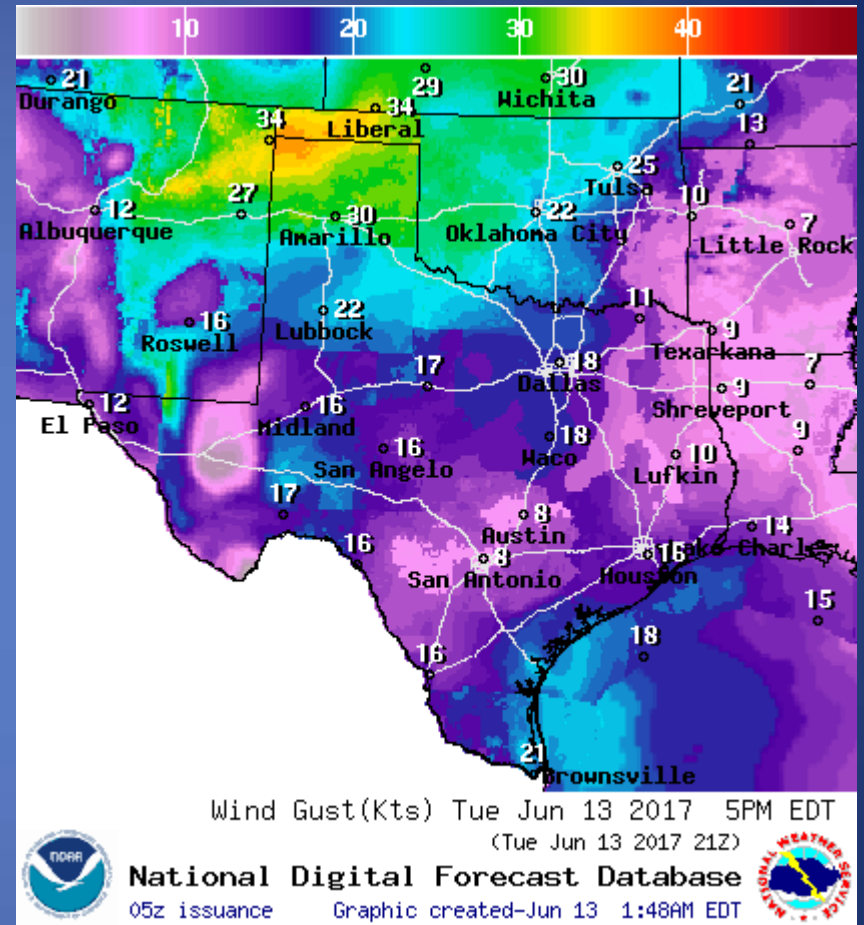 10 20 30 40
21 29 30 21
Durango Wichita
34 34 13
Liberal
25
Tulsa
12 27 30 22 10 7
Albuquerque Amarillo Oklahoma City Little Rock
16 22 11
Roswell Lubbock Texarkana 9
17 18
Dallas 9 7
12 16 Shreveport
El Paso Midland
16 18 10 9
San Angelo Waco Lufkin
17 8 14
Austin
16 8 16 Lake Charles
San Antonio Houston
15
16 18
21
Brownsville
Wind Gust(Kts) Tue Jun 13 2017 5PM EDT
(Tue Jun 13 2017 21Z)
NOAA
National Digital Forecast Database
05z issuance Graphic created-Jun 13 1:48AM EDT
NATIONAL WEATHER SERVICE